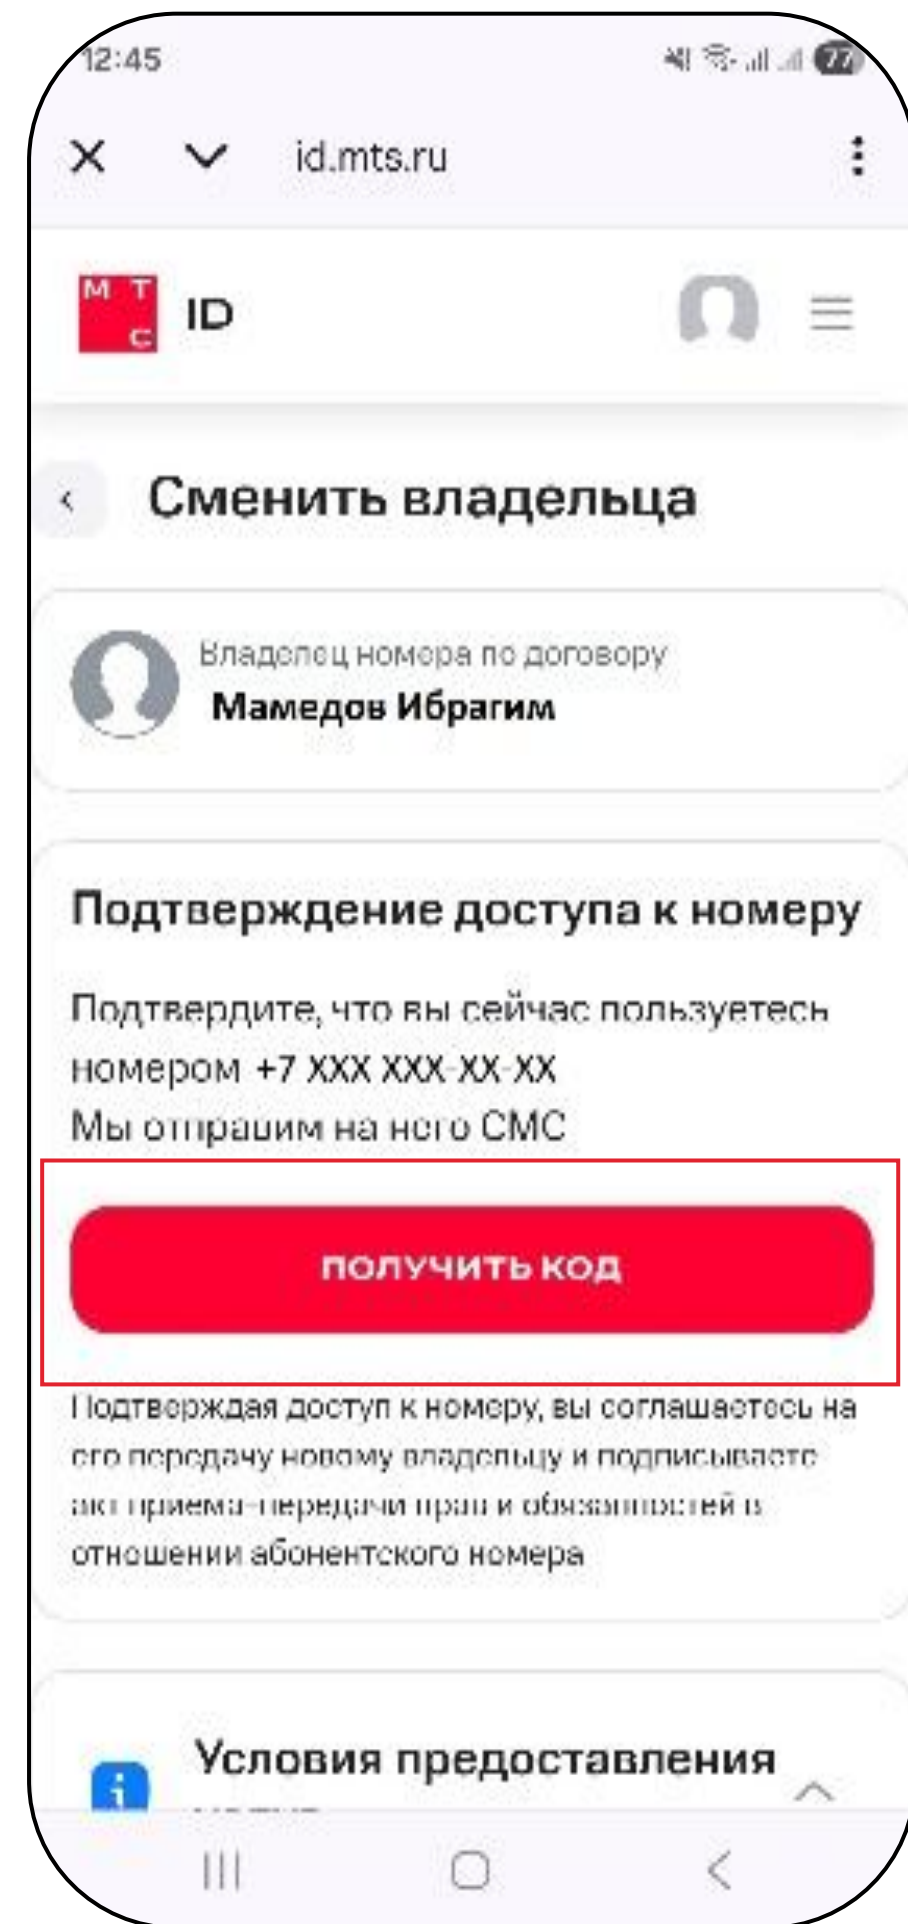 12:45
77
id.mts.ru
М Т
С
ID
Сменить владельца
Владелец номера по договору
Мамедов Ибрагим
Подтверждение доступа к номеру
Подтвердите, что вы сейчас пользуетесь
номером +7 XXX XXX-XX-XX
Мы отправим на него СМС
ПОЛУЧИТЬ КОД
Подтверждая доступ к номеру, вы соглашаетесь на
его передачу новому владельцу и подписываете
акт приема-передачи прав и обязанностей в
отношении абонентского номера
Условия предоставления